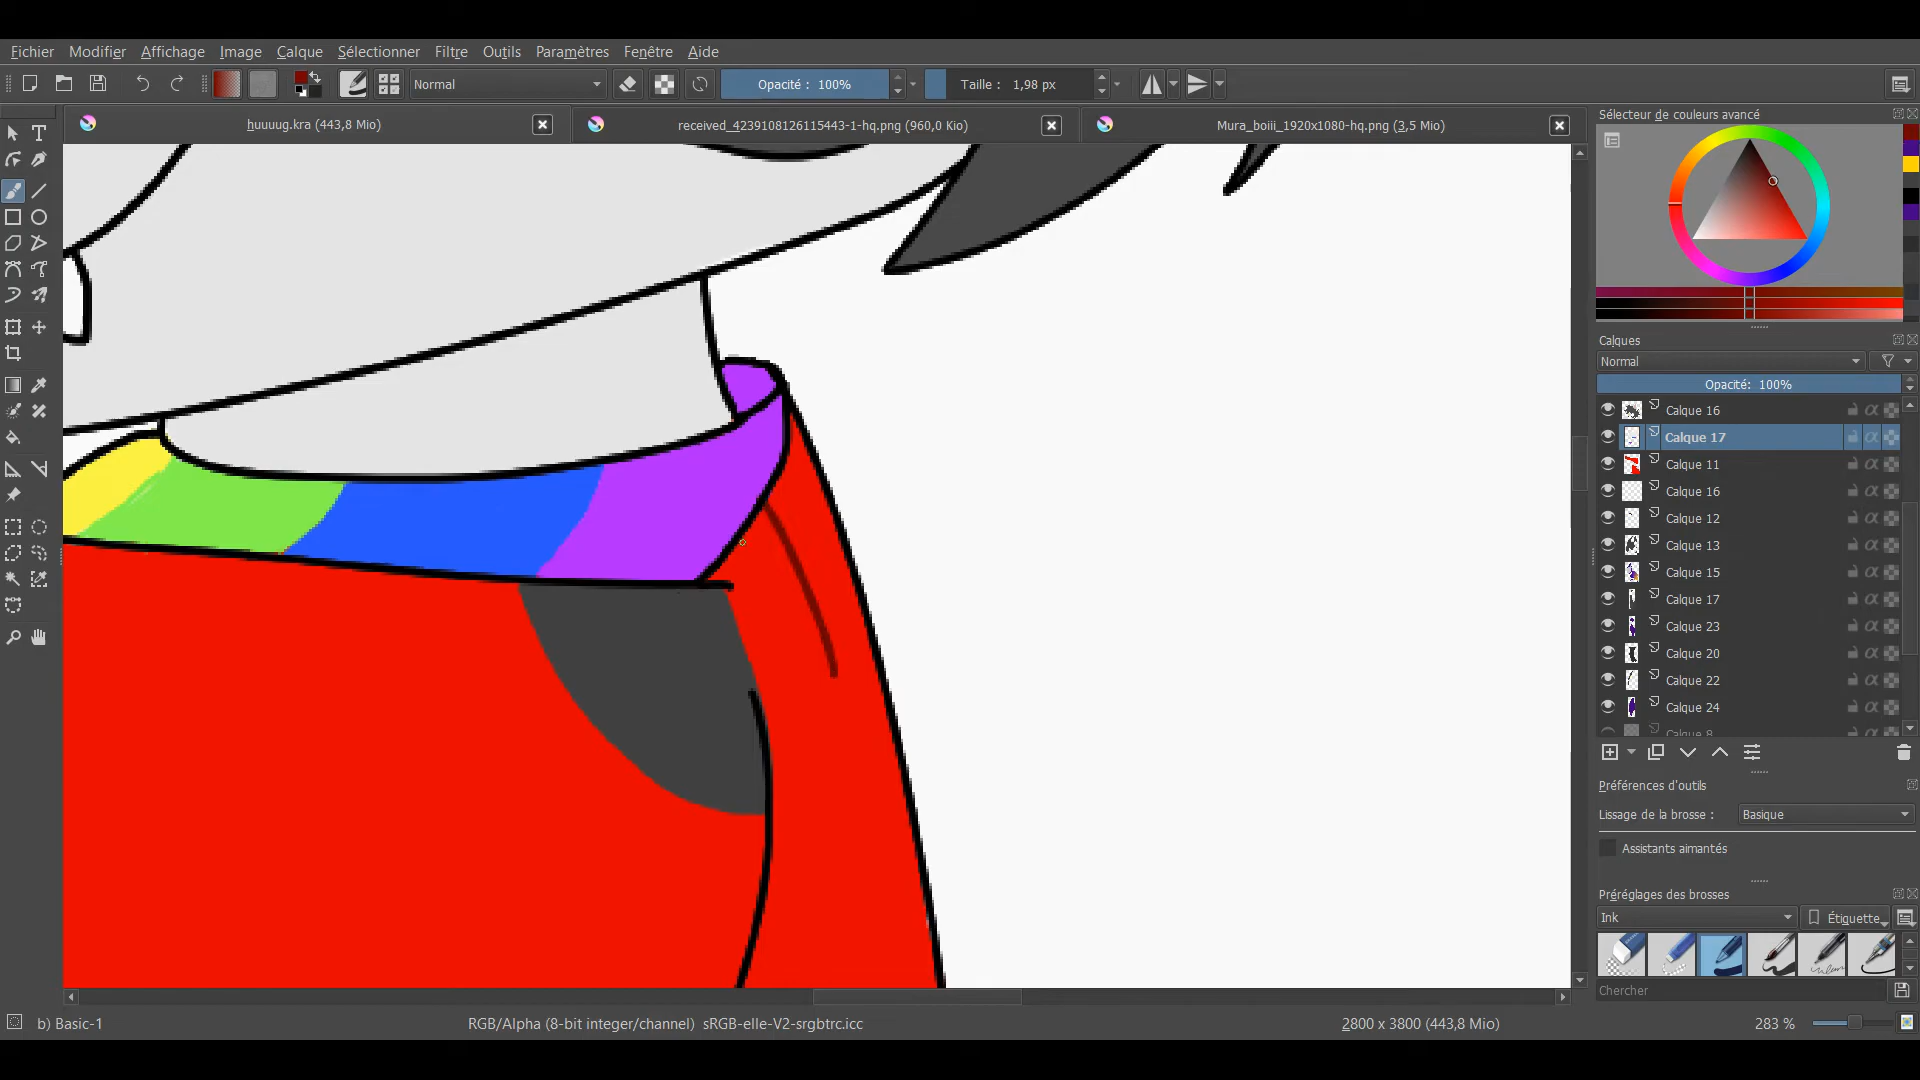 Fichier Modifier Affichage Image Calque Sélectionner Filtre Outils Paramètres Fenêtre Aide
Normal Opacité : 100% Taille : 1,98 px
huuuug.kra (443,8 Mio) received_4239108126115443-1-hq.png (960,0 Kio) Mura_boiii_1920x1080-hq.png (3,5 Mio)
Sélecteur de couleurs avancé
Calques
Normal
Opacité: 100%
Calque 16
Calque 17
Calque 11
Calque 16
Calque 12
Calque 13
Calque 15
Calque 17
Calque 23
Calque 20
Calque 22
Calque 24
Calque 8
Préférences d'outils
Lissage de la brosse : Basique
Assistants aimantés
Préréglages des brosses
Ink Étiquette
Chercher
b) Basic-1 RGB/Alpha (8-bit integer/channel) sRGB-elle-V2-srgbtrc.icc 2800 x 3800 (443,8 Mio) 283 %